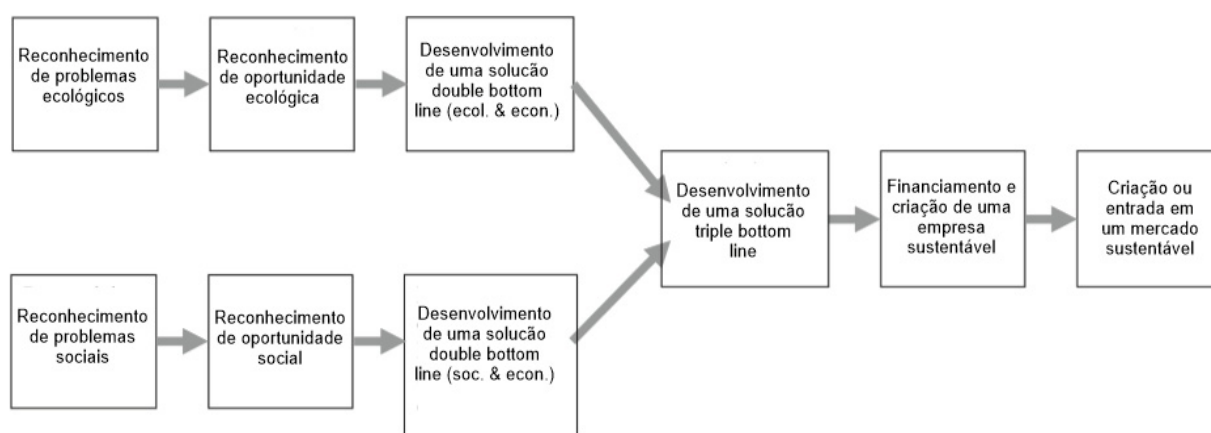 Reconhecimento
de problemas
ecológicos
Reconhecimento
de oportunidade
ecológica
Desenvolvimento
de uma solucão
double bottom
line (ecol. & econ.)
Desenvolvimento
de uma solucão
triple bottom
line
Financiamento e
criação de uma
empresa
sustentável
Criação ou
entrada em
um mercado
sustentável
Reconhecimento
de problemas
sociais
Reconhecimento
de oportunidade
social
Desenvolvimento
de uma solucão
double bottom
line (soc. & econ.)